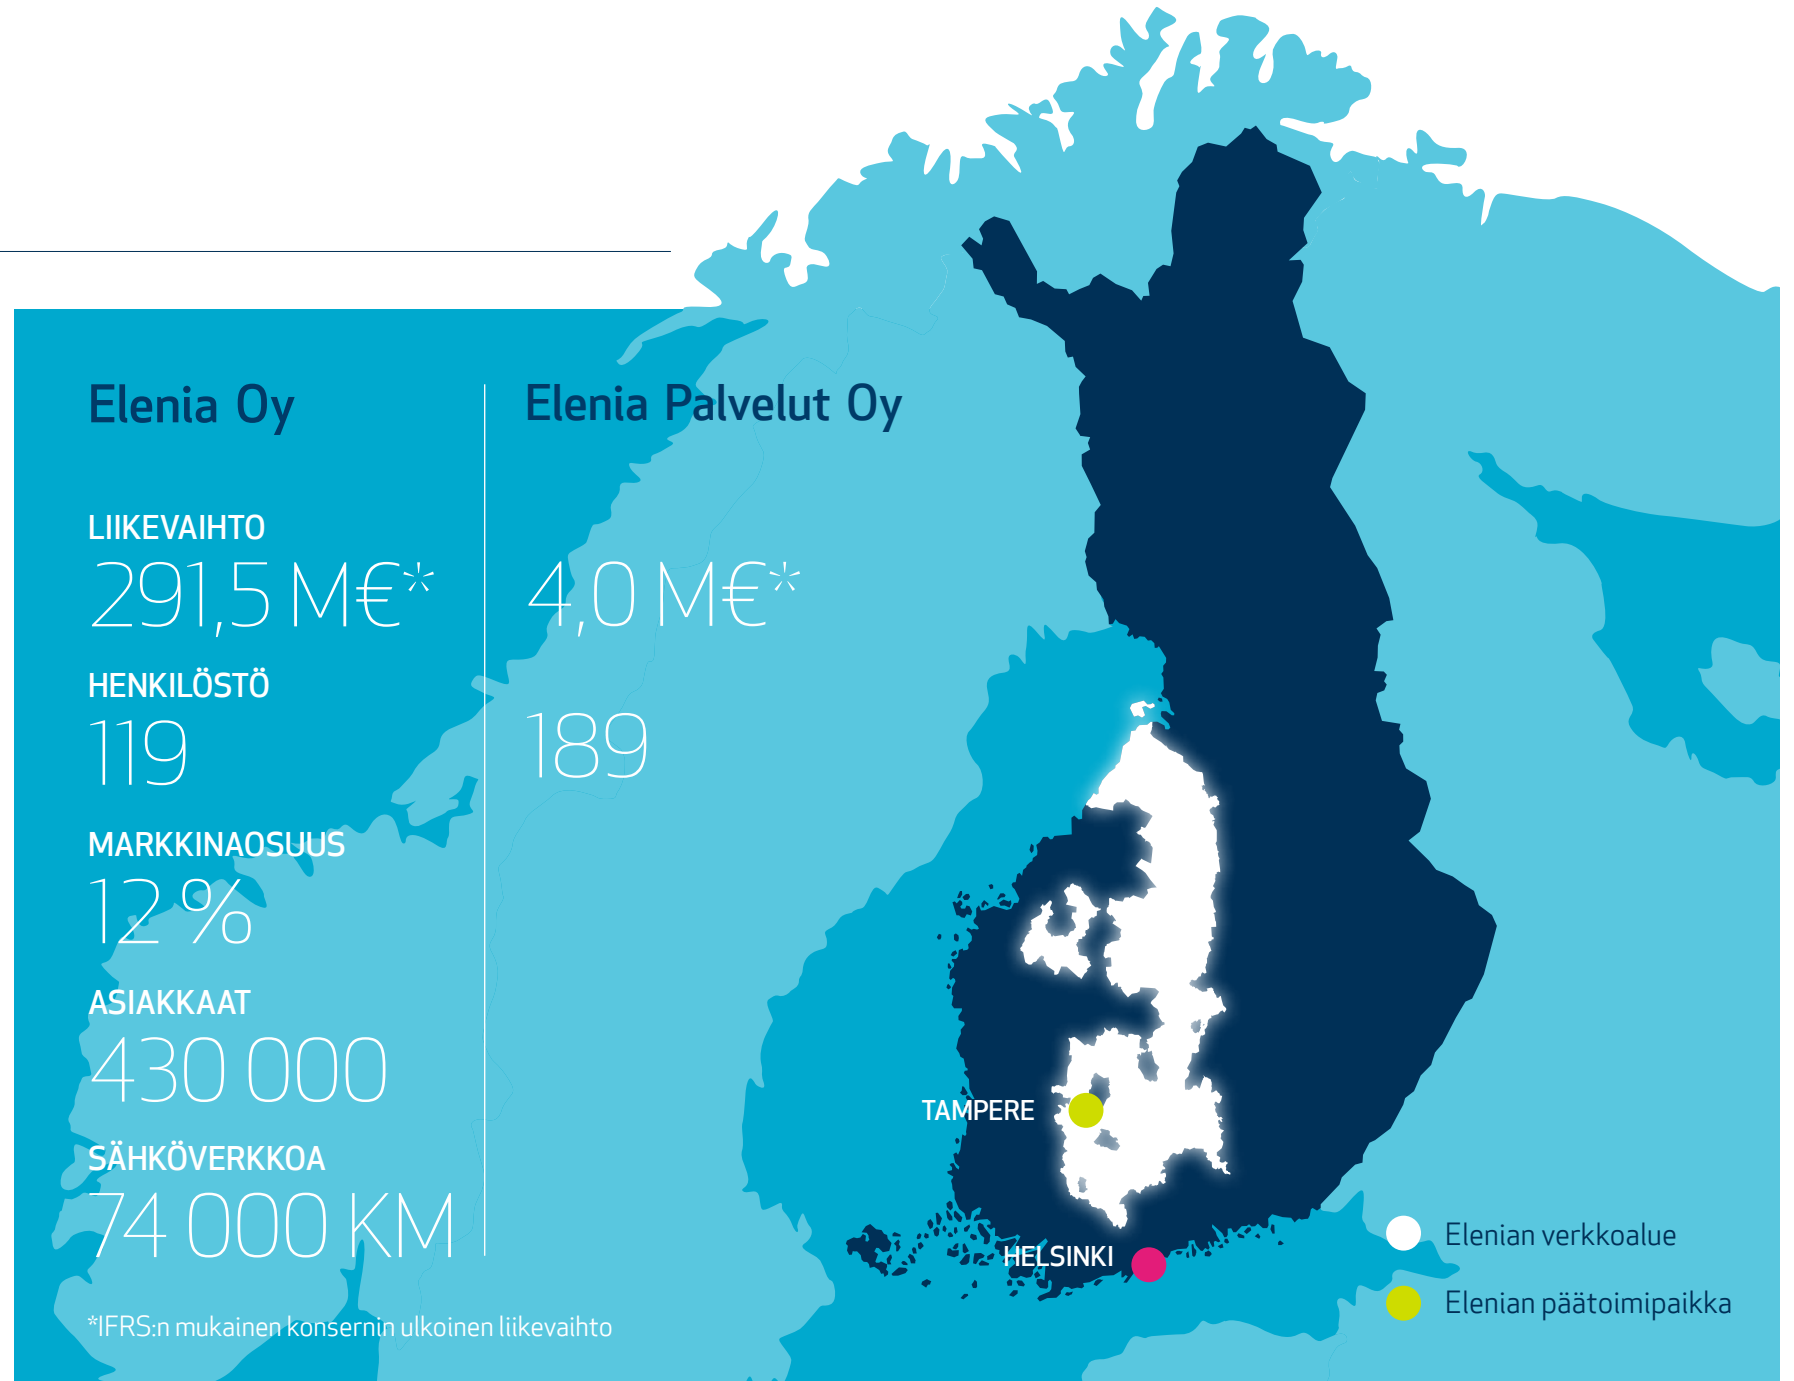 Elenia Oy
LIIKEVAIHTO
291,5 M€*
HENKILÖSTÖ
119
MARKKINAOSUUS
12 %
ASIAKKAAT
430 000
SÄHKÖVERKKOA
74 000 KM
Elenia Palvelut Oy
4,0 M€*
189
*IFRS:n mukainen konsernin ulkoinen liikevaihto
TAMPERE
HELSINKI
Elenian verkkoalue
Elenian päätoimipaikka